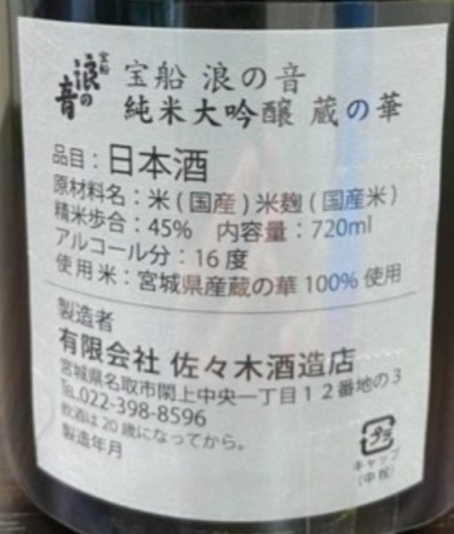 宝船 浪の音
宝船 浪の音
純米大吟醸 蔵の華
品目：日本酒
原材料名：米(国産)米麹(国産米)
精米歩合：45% 内容量：720ml
アルコール分：16度
使用米：宮城県産蔵の華100%使用
製造者
有限会社 佐々木酒造店
宮城県名取市閖上中央一丁目12番地の3
℡.022-398-8596
飲酒は20歳になってから。
製造年月
プラ
キャップ
(中栓)